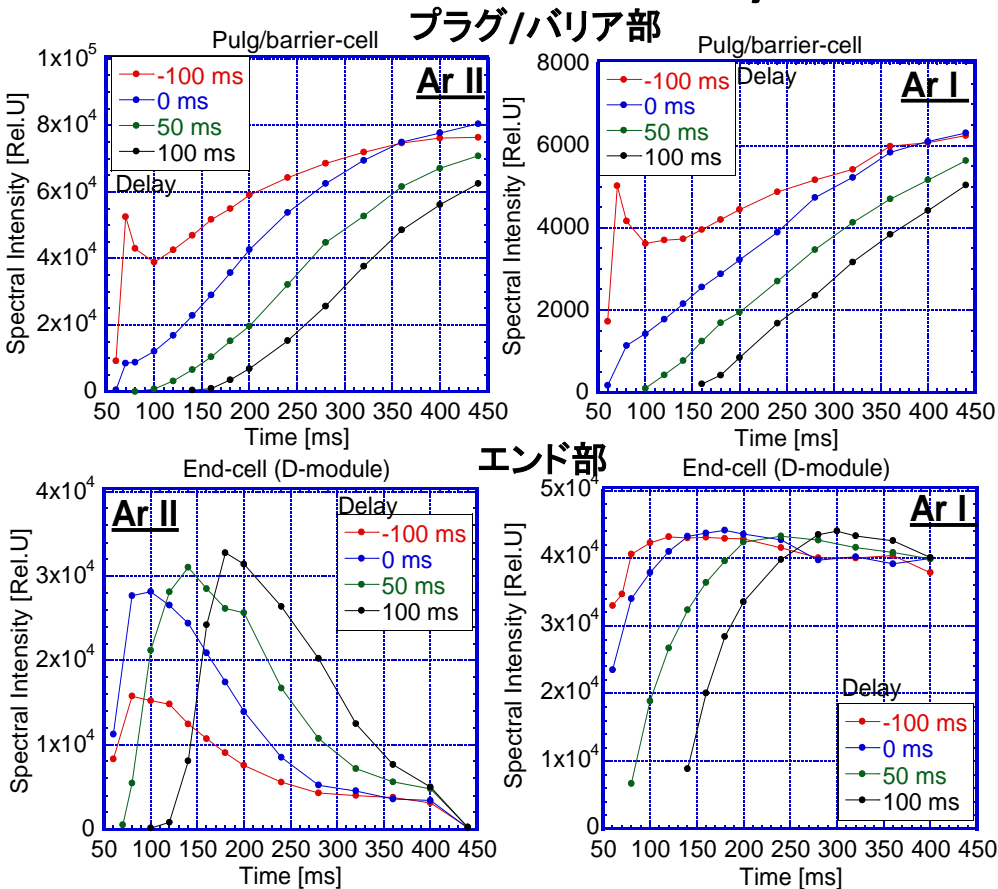 プラグ/バリア部
Pulg/barrier-cell
Ar II
Delay
-100 ms
0 ms
50 ms
100 ms
Spectral Intensity [Rel.U]
1x10^5
8x10^4
6x10^4
4x10^4
2x10^4
0
50 100 150 200 250 300 350 400 450
Time [ms]
Pulg/barrier-cell
Ar I
Delay
-100 ms
0 ms
50 ms
100 ms
Spectral Intensity [Rel.U]
8000
6000
4000
2000
0
50 100 150 200 250 300 350 400 450
Time [ms]
エンド部
End-cell (D-module)
Ar II
Delay
-100 ms
0 ms
50 ms
100 ms
Spectral Intensity [Rel.U]
4x10^4
3x10^4
2x10^4
1x10^4
0
50 100 150 200 250 300 350 400 450
Time [ms]
End-cell (D-module)
Ar I
Delay
-100 ms
0 ms
50 ms
100 ms
Spectral Intensity [Rel.U]
5x10^4
4x10^4
3x10^4
2x10^4
1x10^4
0
50 100 150 200 250 300 350 400 450
Time [ms]